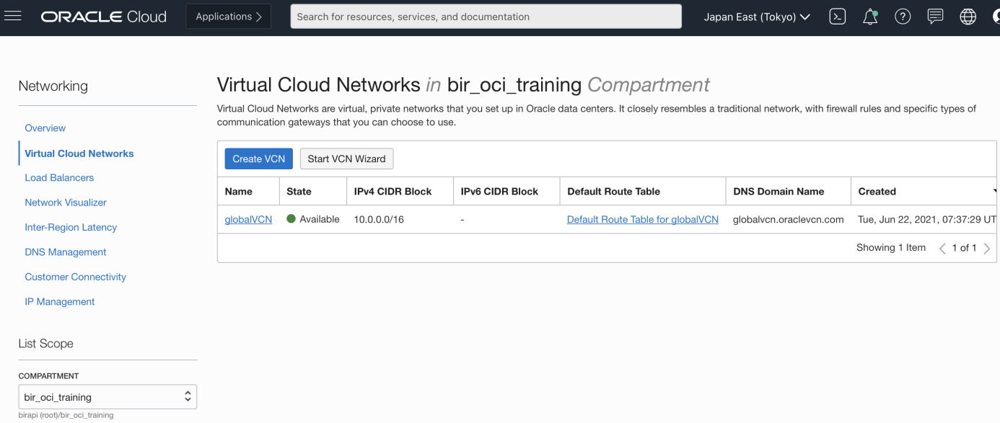 ORACLE Cloud
Applications
Search for resources, services, and documentation
Japan East (Tokyo)
Networking
Overview
Virtual Cloud Networks
Load Balancers
Network Visualizer
Inter-Region Latency
DNS Management
Customer Connectivity
IP Management
List Scope
COMPARTMENT
bir_oci_training
birapi (root)/bir_oci_training
Virtual Cloud Networks in bir_oci_training Compartment
Virtual Cloud Networks are virtual, private networks that you set up in Oracle data centers. It closely resembles a traditional network, with firewall rules and specific types of
communication gateways that you can choose to use.
Create VCN Start VCN Wizard
Name State IPv4 CIDR Block IPv6 CIDR Block Default Route Table DNS Domain Name Created
globalVCN Available 10.0.0.0/16 - Default Route Table for globalVCN globalvcn.oraclevcn.com Tue, Jun 22, 2021, 07:37:29 UT
Showing 1 Item 1 of 1